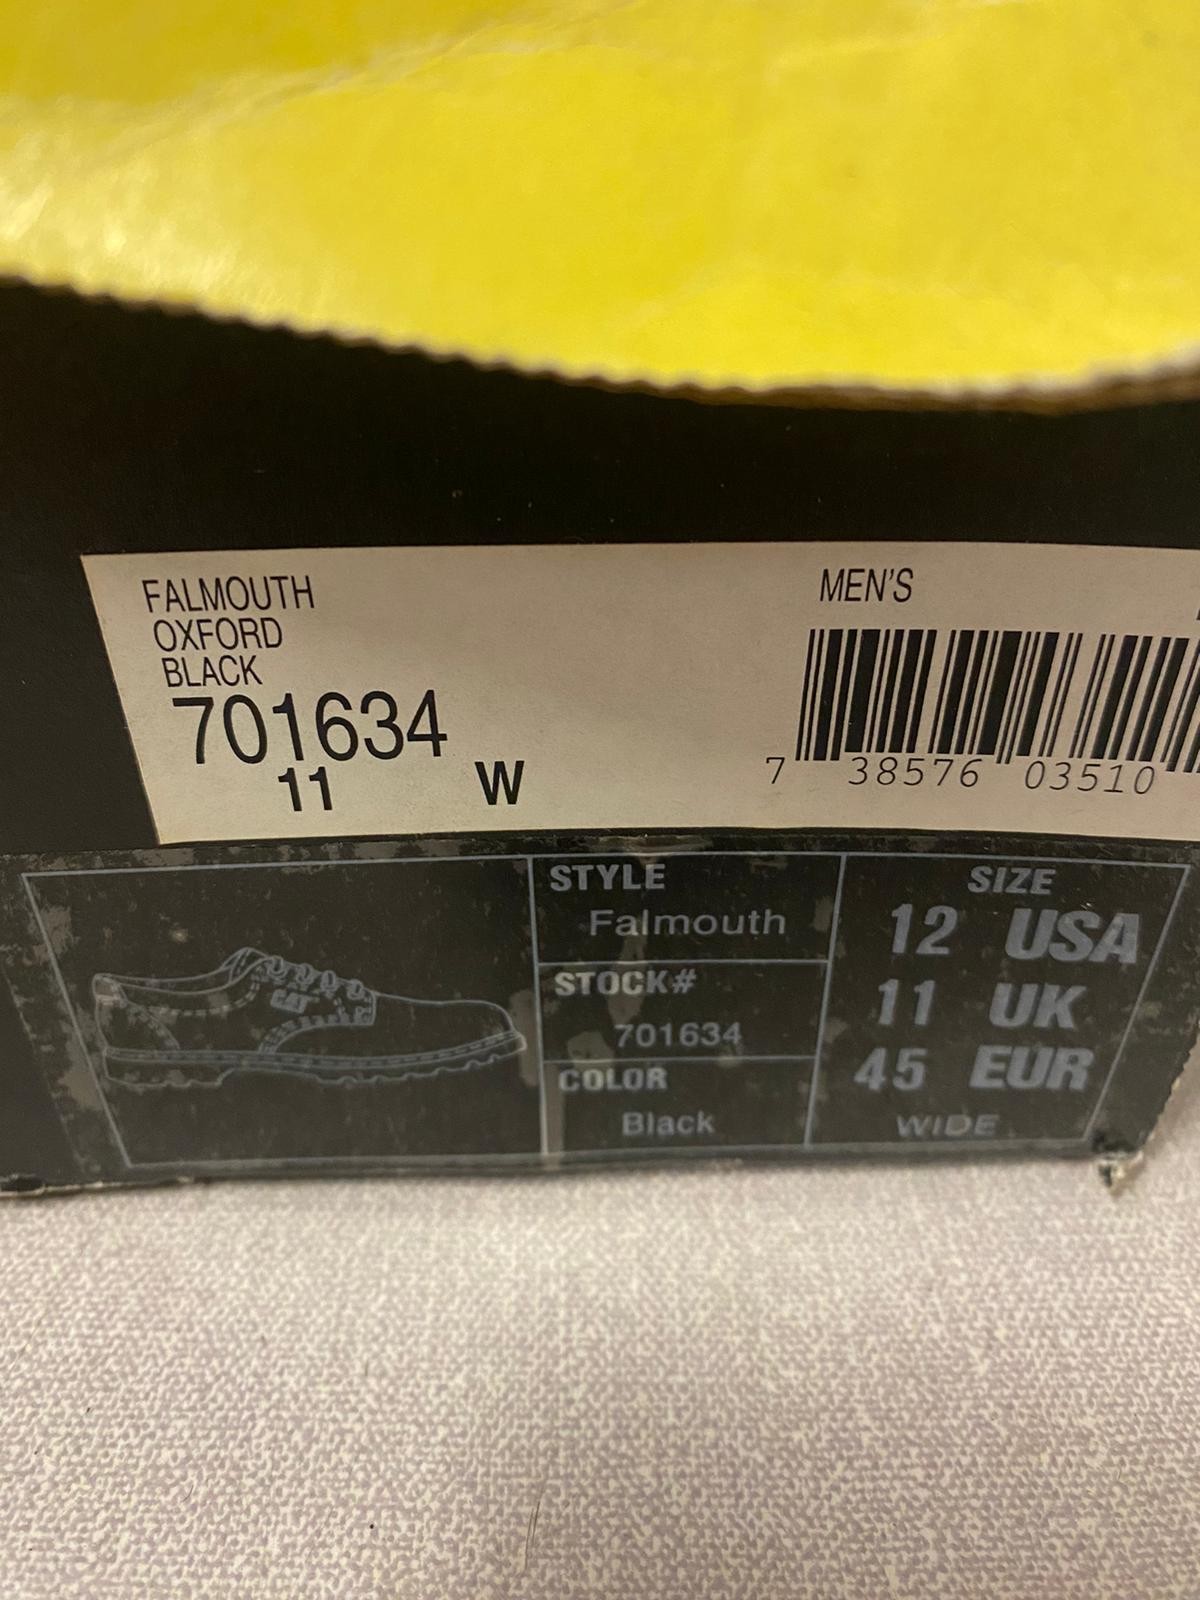 FALMOUTH
OXFORD
BLACK
701634
11 W
MEN'S
7 38576 03510
CAT
STYLE
Falmouth
STOCK#
701634
COLOR
Black
SIZE
12 USA
11 UK
45 EUR
WIDE